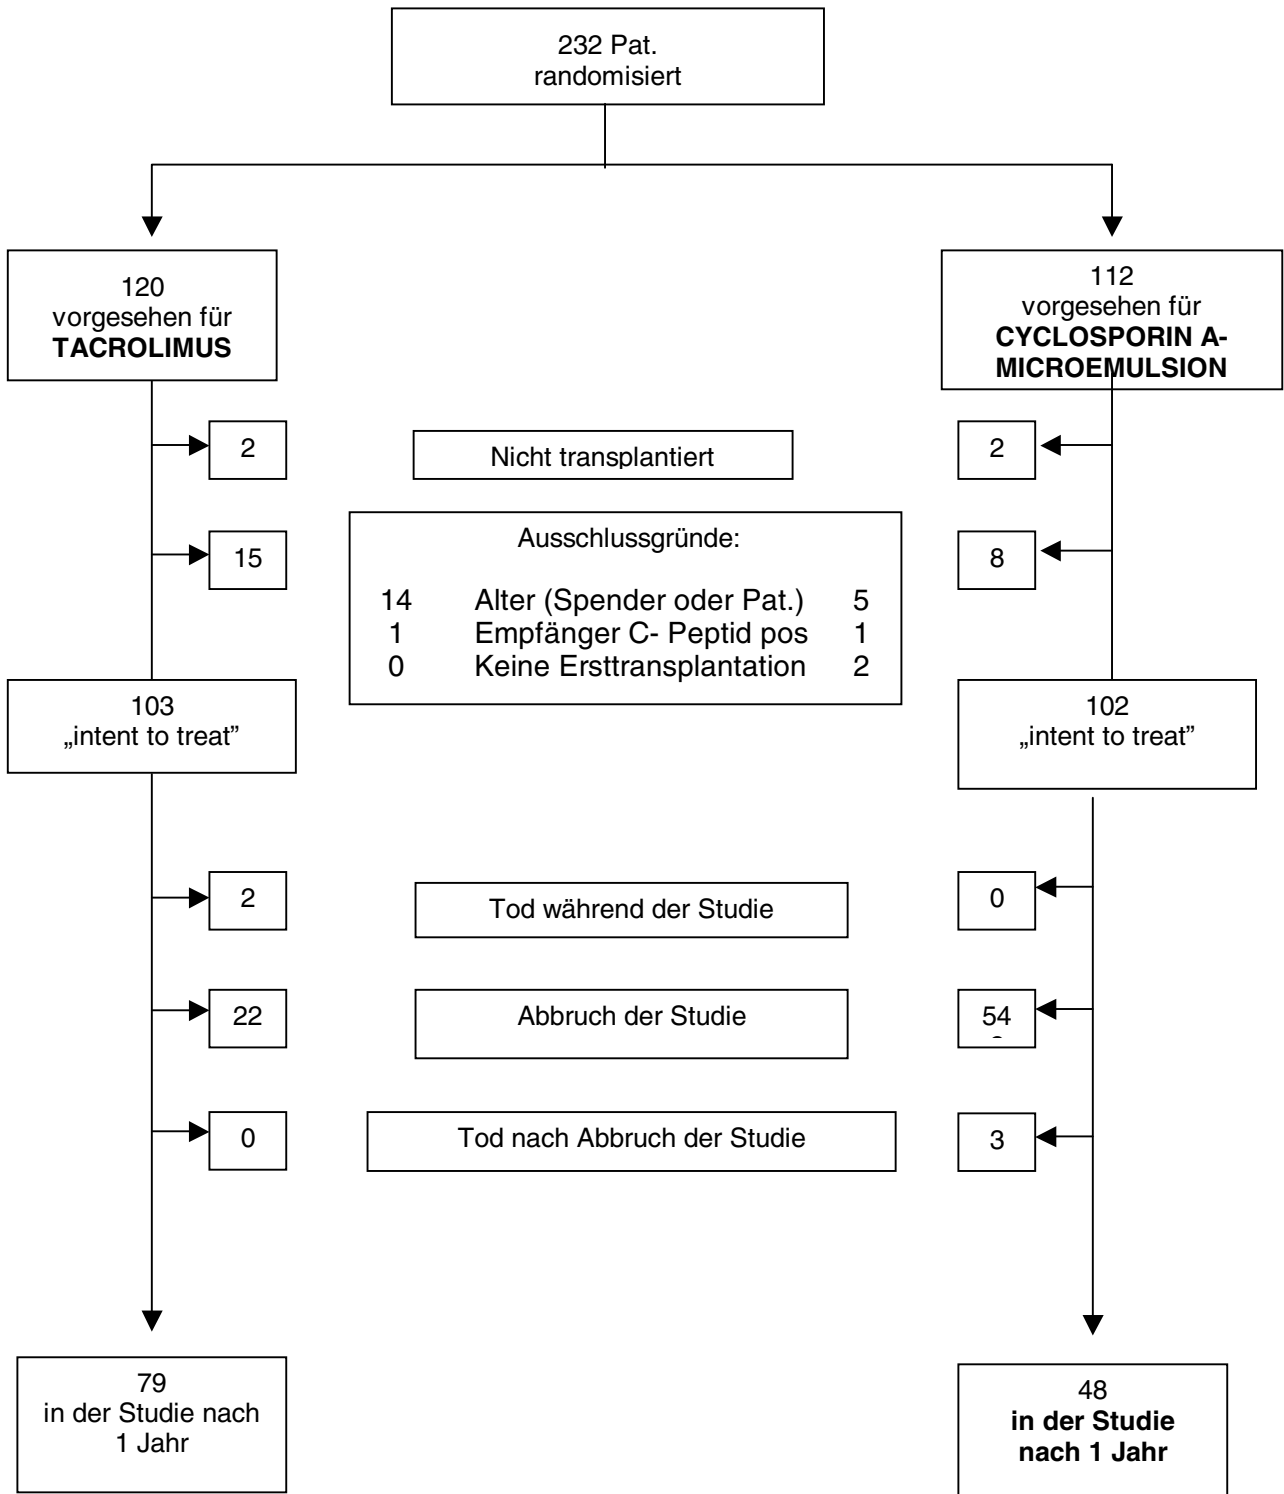 232 Pat.
randomisiert
120
vorgesehen für
TACROLIMUS
112
vorgesehen für
CYCLOSPORIN A-
MICROEMULSION
2
Nicht transplantiert
2
15
Ausschlussgründe:
8
14 Alter (Spender oder Pat.) 5
1 Empfänger C- Peptid pos 1
0 Keine Ersttransplantation 2
103
„intent to treat”
102
„intent to treat”
2
Tod während der Studie
0
22
Abbruch der Studie
54
0
Tod nach Abbruch der Studie
3
79
in der Studie nach
1 Jahr
48
in der Studie
nach 1 Jahr